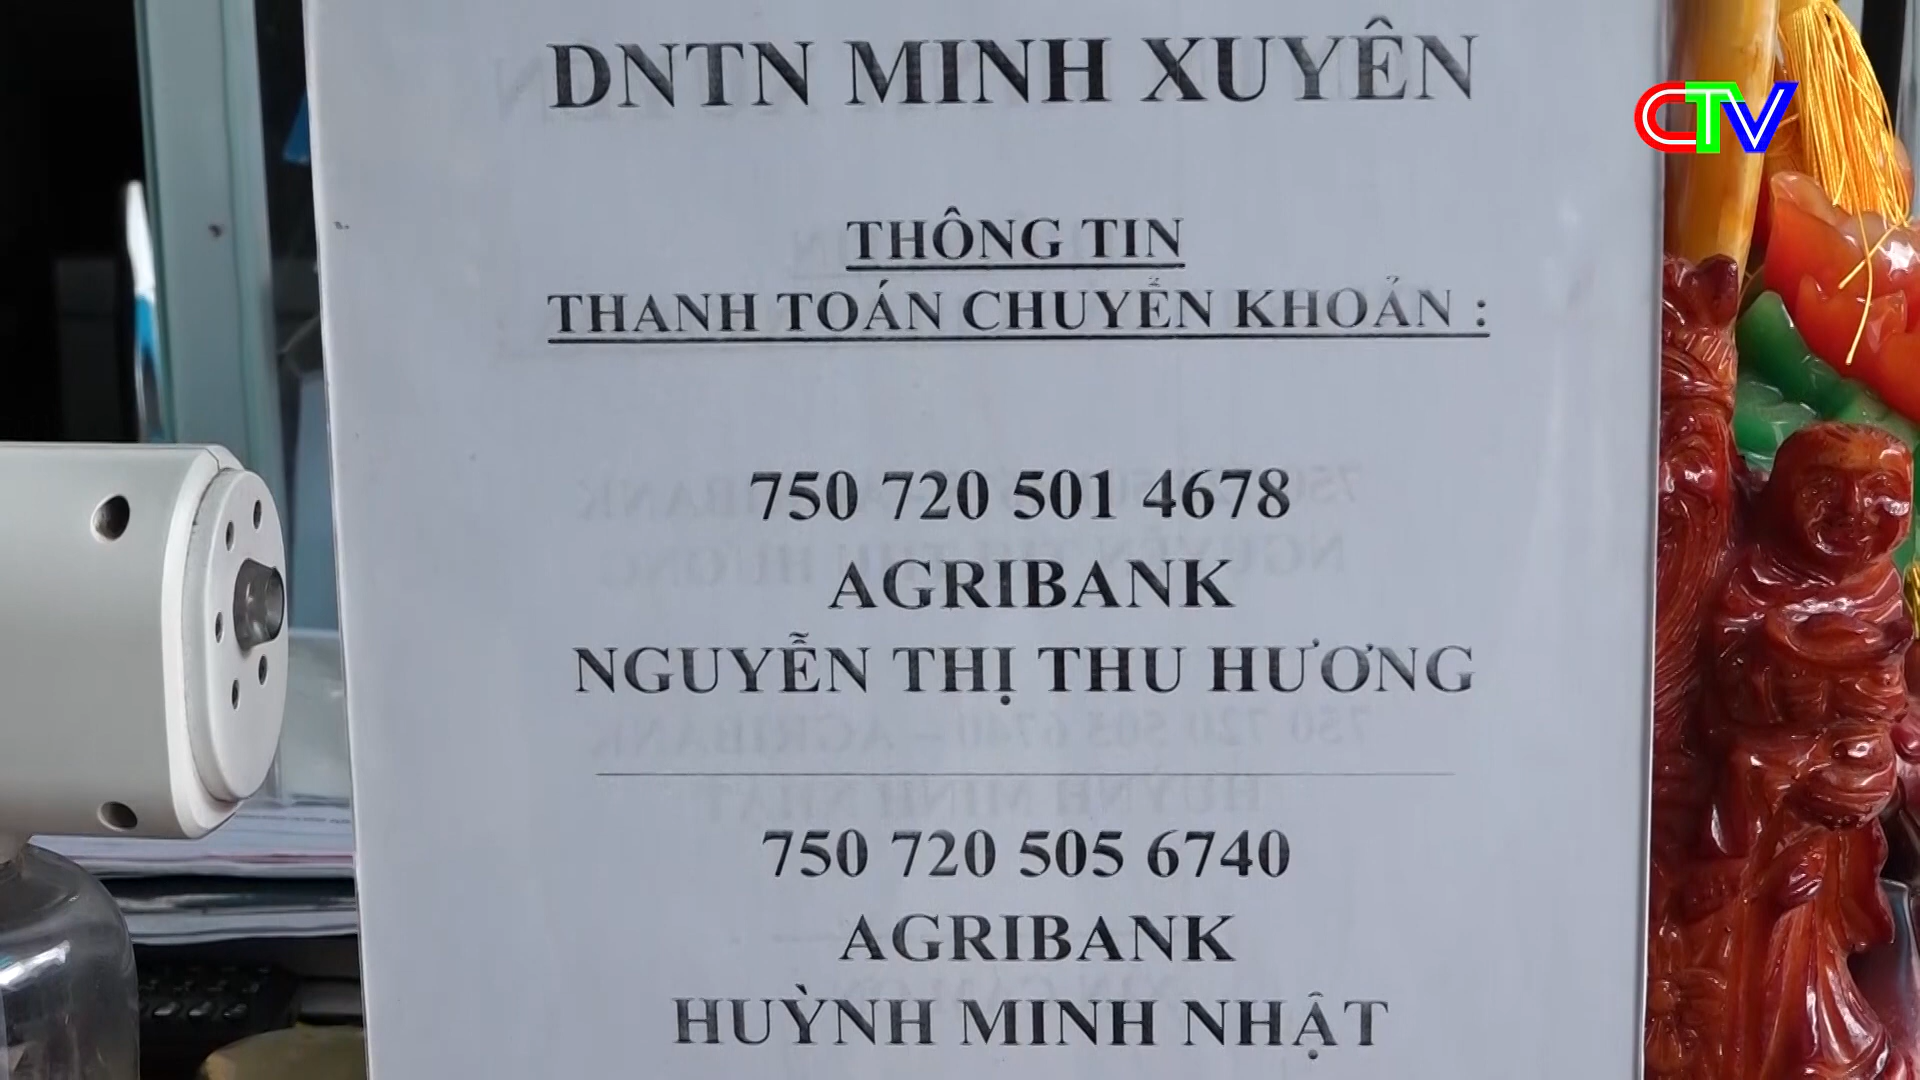 DNTN MINH XUYÊN
CTV
THÔNG TIN
THANH TOÁN CHUYỂN KHOẢN :
750 720 501 4678
AGRIBANK
NGUYỄN THỊ THU HƯƠNG
750 720 505 6740
AGRIBANK
HUỲNH MINH NHẬT